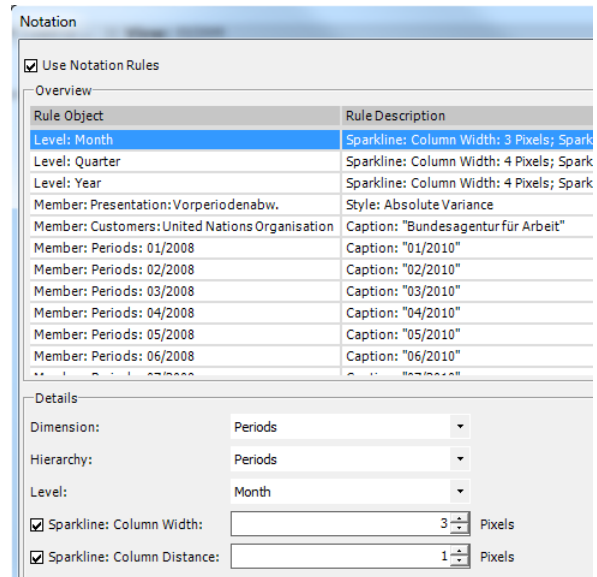 Notation
Use Notation Rules
Overview
Rule Object Rule Description
Level: Month Sparkline: Column Width: 3 Pixels; Spark
Level: Quarter Sparkline: Column Width: 4 Pixels; Spark
Level: Year Sparkline: Column Width: 4 Pixels; Spark
Member: Presentation: Vorperiodenabw. Style: Absolute Variance
Member: Customers: United Nations Organisation Caption: "Bundesagentur für Arbeit"
Member: Periods: 01/2008 Caption: "01/2010"
Member: Periods: 02/2008 Caption: "02/2010"
Member: Periods: 03/2008 Caption: "03/2010"
Member: Periods: 04/2008 Caption: "04/2010"
Member: Periods: 05/2008 Caption: "05/2010"
Member: Periods: 06/2008 Caption: "06/2010"
Details
Dimension: Periods
Hierarchy: Periods
Level: Month
Sparkline: Column Width: 3 Pixels
Sparkline: Column Distance: 1 Pixels